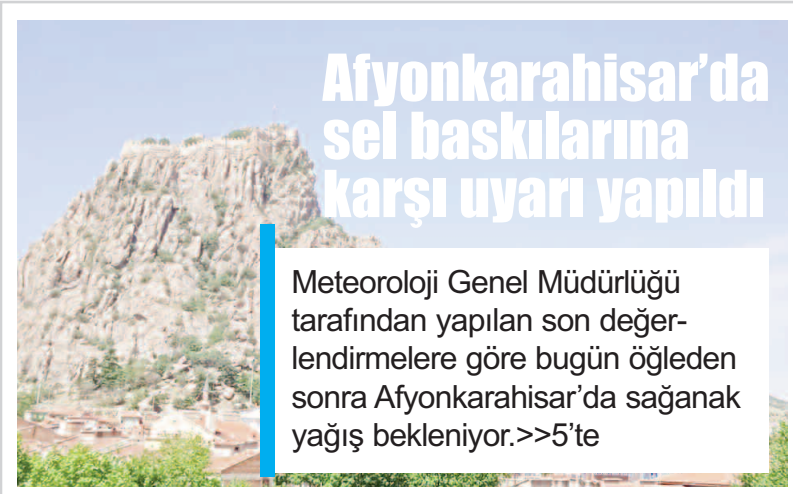 Afyonkarahisar’da
sel baskılarına
karşı uyarı yapıldı
Meteoroloji Genel Müdürlüğü
tarafından yapılan son değer-
lendirmelere göre bugün öğleden
sonra Afyonkarahisar’da sağanak
yağış bekleniyor.>>5’te